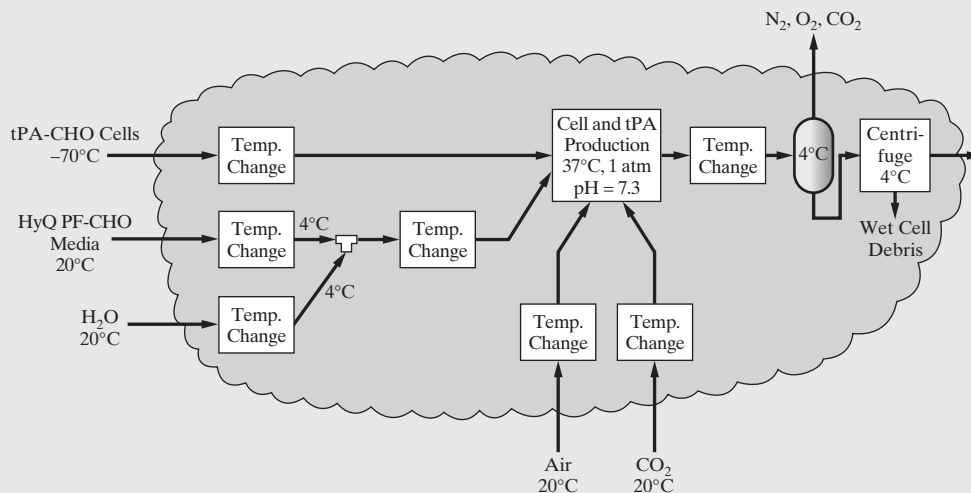 N₂, O₂, CO₂
tPA-CHO Cells
–70°C
Temp.
Change
Cell and tPA
Production
37°C, 1 atm
pH = 7.3
Temp.
Change
4°C
Centri-
fuge
4°C
Wet Cell
Debris
HyQ PF-CHO
Media
20°C
Temp.
Change
4°C
Temp.
Change
4°C
H₂O
20°C
Temp.
Change
Temp.
Change
Temp.
Change
Air
20°C
CO₂
20°C